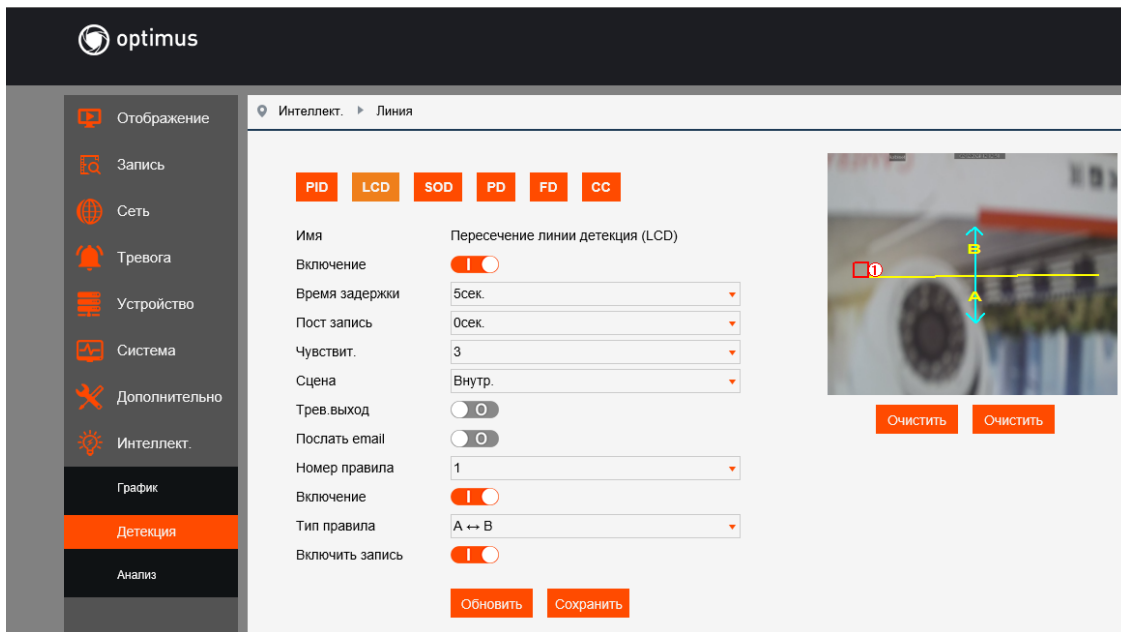 optimus
Отображение
Запись
Сеть
Тревога
Устройство
Система
Дополнительно
Интеллект.
График
Детекция
Анализ
Интеллект. Линия
PID LCD SOD PD FD CC
Имя Пересечение линии детекция (LCD)
Включение I
Время задержки 5сек.
Пост запись 0сек.
Чувствит. 3
Сцена Внутр.
Трев.выход O
Послать email O
Номер правила 1
Включение I
Тип правила A ↔ B
Включить запись I
Обновить Сохранить
B
1
A
Очистить Очистить